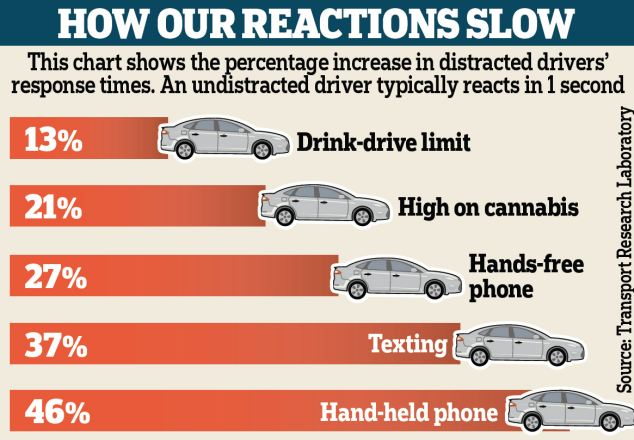 HOW OUR REACTIONS SLOW
This chart shows the percentage increase in distracted drivers'
response times. An undistracted driver typically reacts in 1 second
13%
Drink-drive limit
21%
High on cannabis
27%
Hands-free
phone
37%
Texting
46%
Hand-held phone
Source: Transport Research Laboratory